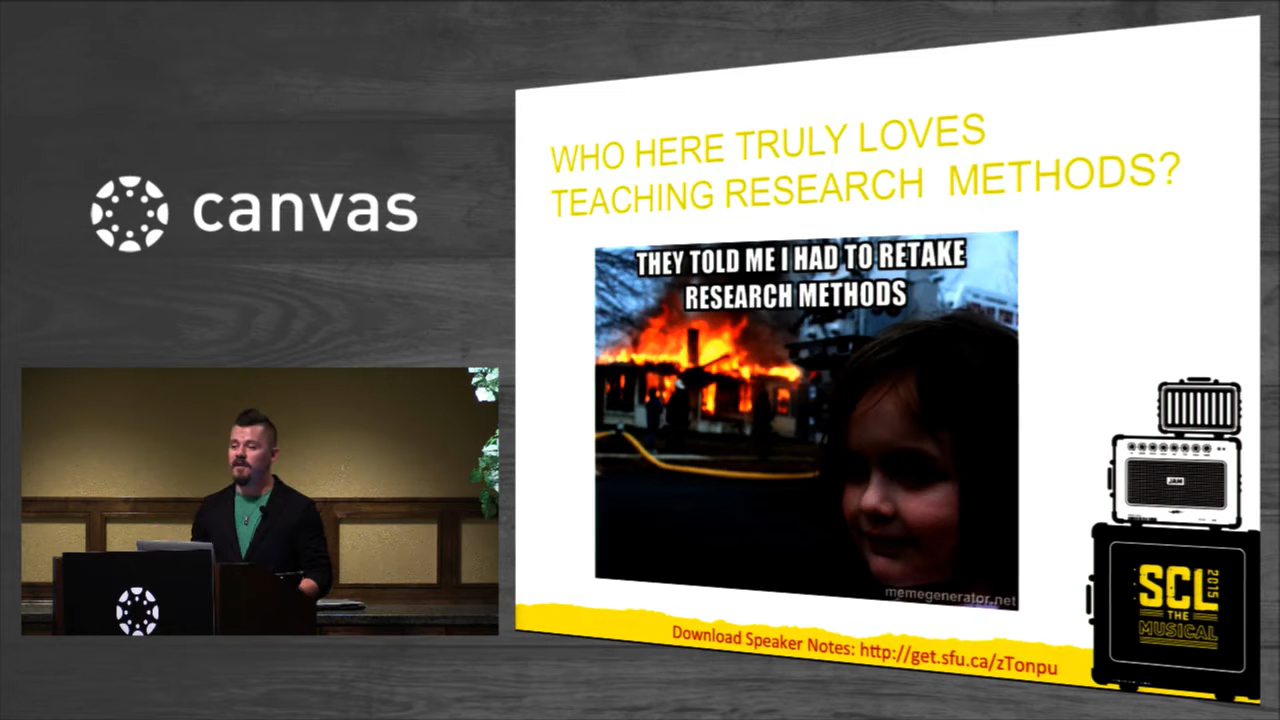 canvas
WHO HERE TRULY LOVES
TEACHING RESEARCH METHODS?
THEY TOLD ME I HAD TO RETAKE
RESEARCH METHODS
memegenerator.net
Download Speaker Notes: http://get.sfu.ca/zTonpu
JAM
SCL
2015
THE
MUSICAL